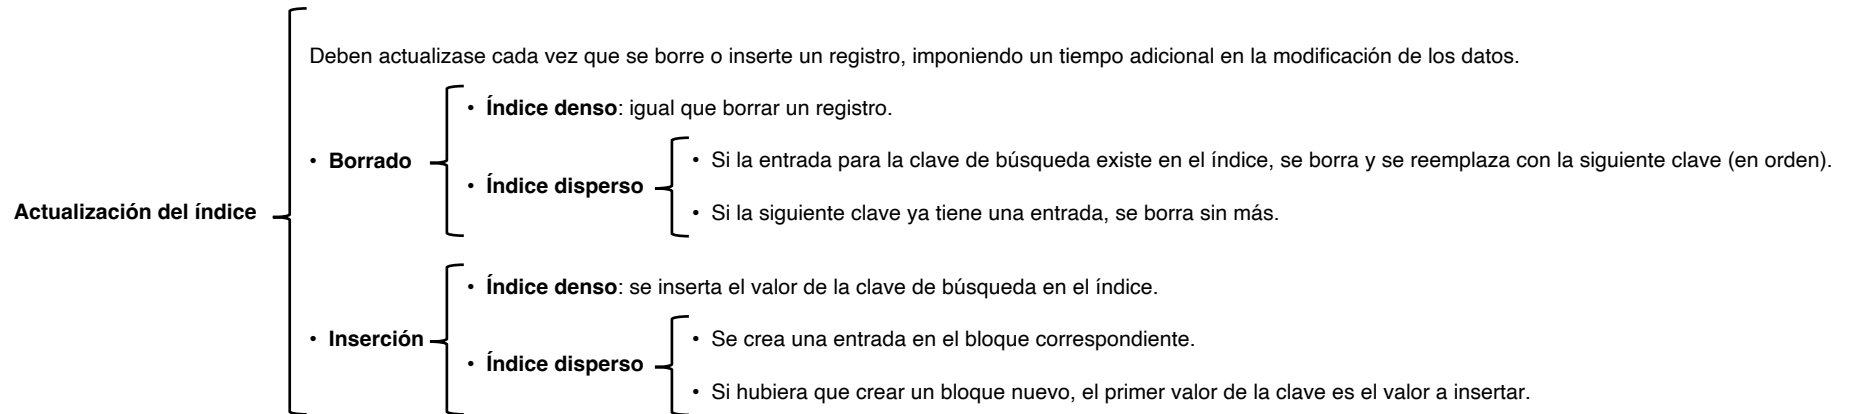 Actualización del índice
Deben actualizase cada vez que se borre o inserte un registro, imponiendo un tiempo adicional en la modificación de los datos.
• Borrado
• Índice denso: igual que borrar un registro.
• Índice disperso
• Si la entrada para la clave de búsqueda existe en el índice, se borra y se reemplaza con la siguiente clave (en orden).
• Si la siguiente clave ya tiene una entrada, se borra sin más.
• Inserción
• Índice denso: se inserta el valor de la clave de búsqueda en el índice.
• Índice disperso
• Se crea una entrada en el bloque correspondiente.
• Si hubiera que crear un bloque nuevo, el primer valor de la clave es el valor a insertar.